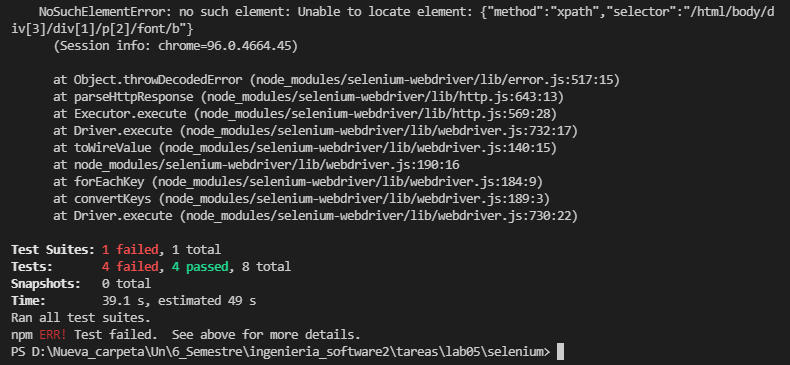 NoSuchElementError: no such element: Unable to locate element: {"method":"xpath","selector":"/html/body/d
iv[3]/div[1]/p[2]/font/b"}
(Session info: chrome=96.0.4664.45)
at Object.throwDecodedError (node_modules/selenium-webdriver/lib/error.js:517:15)
at parseHttpResponse (node_modules/selenium-webdriver/lib/http.js:643:13)
at Executor.execute (node_modules/selenium-webdriver/lib/http.js:569:28)
at Driver.execute (node_modules/selenium-webdriver/lib/webdriver.js:732:17)
at toWireValue (node_modules/selenium-webdriver/lib/webdriver.js:140:15)
at node_modules/selenium-webdriver/lib/webdriver.js:190:16
at forEachKey (node_modules/selenium-webdriver/lib/webdriver.js:184:9)
at convertKeys (node_modules/selenium-webdriver/lib/webdriver.js:189:3)
at Driver.execute (node_modules/selenium-webdriver/lib/webdriver.js:730:22)
Test Suites: 1 failed, 1 total
Tests: 4 failed, 4 passed, 8 total
Snapshots: 0 total
Time: 39.1 s, estimated 49 s
Ran all test suites.
npm ERR! Test failed. See above for more details.
PS D:\Nueva_carpeta\Un\6_Semestre\ingenieria_software2\tareas\lab05\selenium>